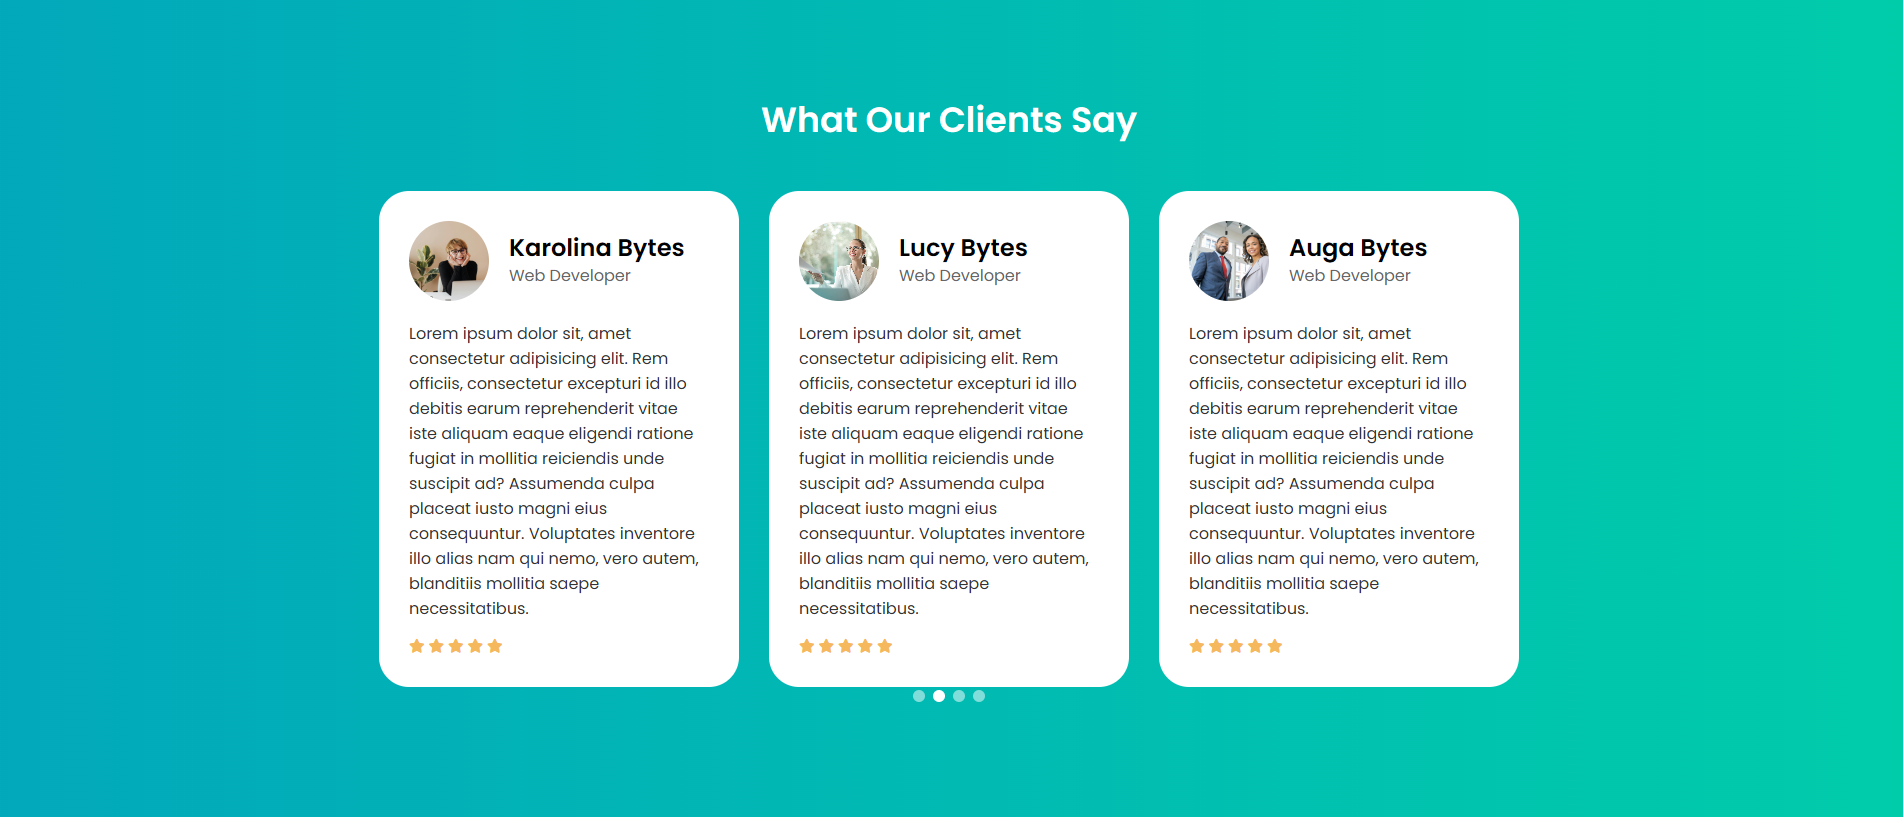 What Our Clients Say
Karolina Bytes
Web Developer
Lorem ipsum dolor sit, amet
consectetur adipisicing elit. Rem
officiis, consectetur excepturi id illo
debitis earum reprehenderit vitae
iste aliquam eaque eligendi ratione
fugiat in mollitia reiciendis unde
suscipit ad? Assumenda culpa
placeat iusto magni eius
consequuntur. Voluptates inventore
illo alias nam qui nemo, vero autem,
blanditiis mollitia saepe
necessitatibus.
Lucy Bytes
Web Developer
Lorem ipsum dolor sit, amet
consectetur adipisicing elit. Rem
officiis, consectetur excepturi id illo
debitis earum reprehenderit vitae
iste aliquam eaque eligendi ratione
fugiat in mollitia reiciendis unde
suscipit ad? Assumenda culpa
placeat iusto magni eius
consequuntur. Voluptates inventore
illo alias nam qui nemo, vero autem,
blanditiis mollitia saepe
necessitatibus.
Auga Bytes
Web Developer
Lorem ipsum dolor sit, amet
consectetur adipisicing elit. Rem
officiis, consectetur excepturi id illo
debitis earum reprehenderit vitae
iste aliquam eaque eligendi ratione
fugiat in mollitia reiciendis unde
suscipit ad? Assumenda culpa
placeat iusto magni eius
consequuntur. Voluptates inventore
illo alias nam qui nemo, vero autem,
blanditiis mollitia saepe
necessitatibus.